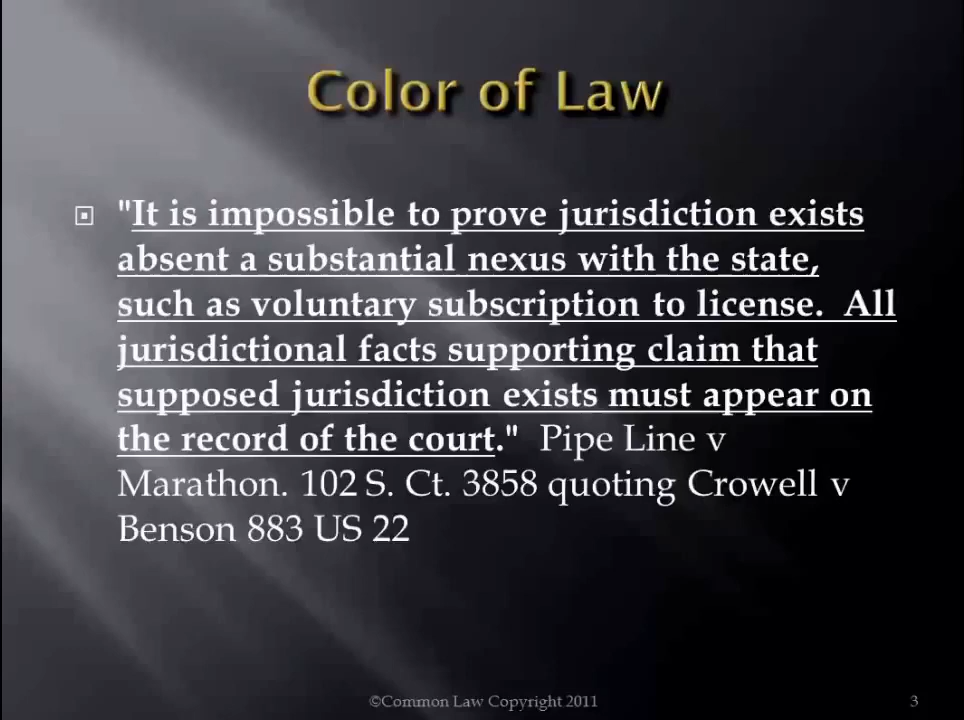 Color of Law
"It is impossible to prove jurisdiction exists
absent a substantial nexus with the state,
such as voluntary subscription to license. All
jurisdictional facts supporting claim that
supposed jurisdiction exists must appear on
the record of the court." Pipe Line v
Marathon. 102 S. Ct. 3858 quoting Crowell v
Benson 883 US 22
©Common Law Copyright 2011
3